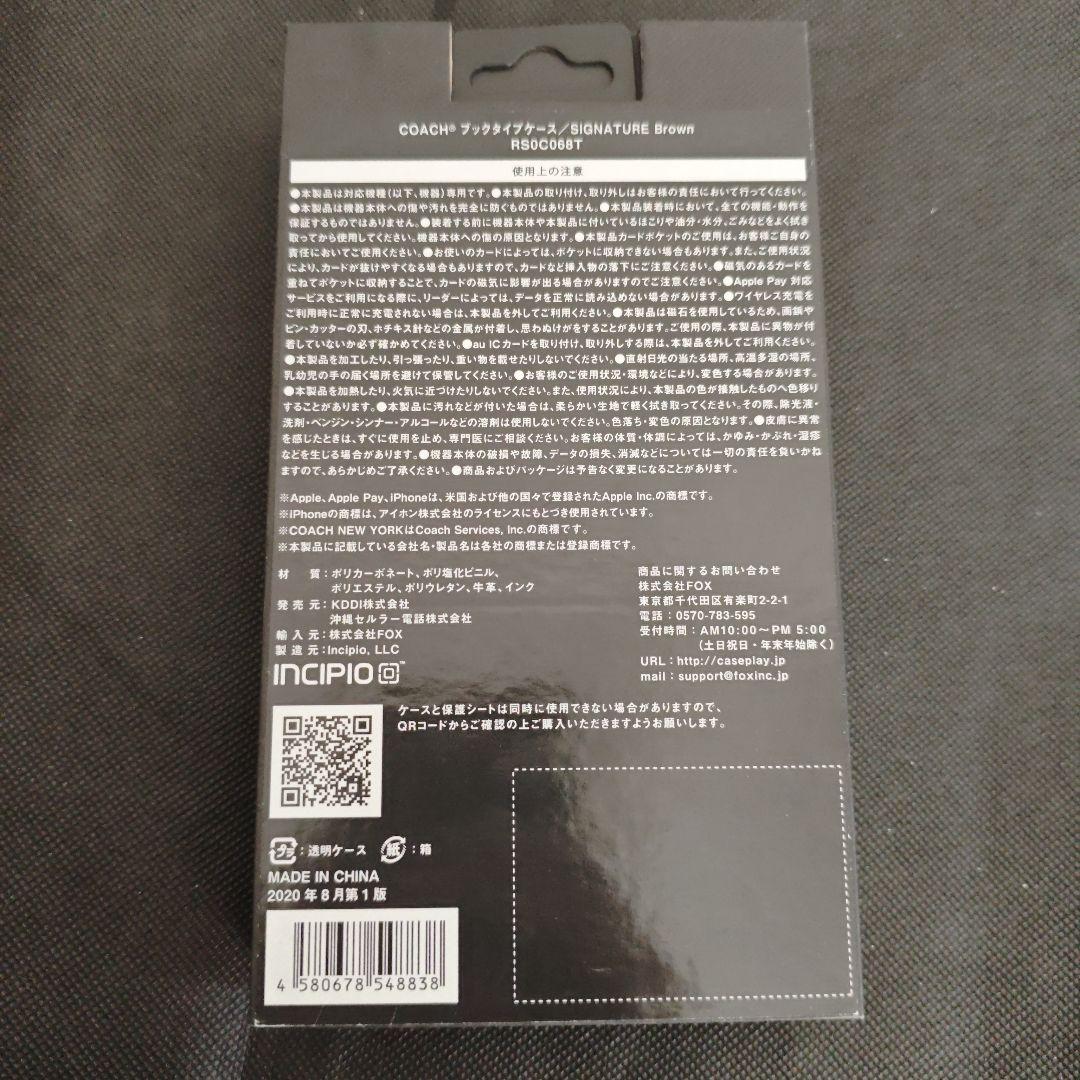 COACH® ブックタイプケース／SIGNATURE Brown
RS0C068T
使用上の注意
●本製品は対応機種(以下、機器)専用です。●本製品の取り付け、取り外しはお客様の責任において行ってください。
●本製品は機器本体への傷や汚れを完全に防ぐものではありません。●本製品装着時において、全ての機能・動作を
保証するものではありません。●装着する前に機器本体や本製品に付いているほこりや油分・水分、ごみなどをよく拭き
取ってから使用してください。機器本体への傷の原因となります。●本製品カードポケットのご使用は、お客様ご自身の
責任においてご使用ください。●お使いのカードによっては、ポケットに収納できない場合もあります。また、ご使用状況
により、カードが抜けやすくなる場合もありますので、カードなど挿入物の落下にご注意ください。●磁気のあるカードを
重ねてポケットに収納することで、カードの磁気に影響が出る場合がありますのでご注意ください。●Apple Pay 対応
サービスをご利用になる際に、リーダーによっては、データを正常に読み込めない場合があります。●ワイヤレス充電を
ご利用時に正常に充電されない場合は、本製品を外してご利用ください。●本製品は磁石を使用しているため、画鋲や
ピン・カッターの刃、ホチキス針などの金属が付着し、思わぬけがをすることがあります。ご使用の際、本製品に異物が付
着していないか必ず確かめてください。●au ICカードを取り付け、取り外しする際は、本製品を外してご利用ください。
●本製品を加工したり、引っ張ったり、重い物を載せたりしないでください。●直射日光の当たる場所、高温多湿の場所、
乳幼児の手の届く場所を避けて保管してください。●お客様のご使用状況・環境などにより、変色する場合があります。
●本製品を加熱したり、火気に近づけたりしないでください。また、使用状況により、本製品の色が接触したものへ色移り
することがあります。●本製品に汚れなどが付いた場合は、柔らかい生地で軽く拭き取ってください。その際、除光液・
洗剤・ベンジン・シンナー・アルコールなどの溶剤は使用しないでください。色落ち・変色の原因となります。●皮膚に異常
を感じたときは、すぐに使用を止め、専門医にご相談ください。お客様の体質・体調によっては、かゆみ・かぶれ・湿疹
などを生じる場合があります。●機器本体の破損や故障、データの損失、消滅などについては一切の責任を負いかね
ますので、あらかじめご了承ください。●商品およびパッケージは予告なく変更になることがあります。
※Apple、Apple Pay、iPhoneは、米国および他の国々で登録されたApple Inc.の商標です。
※iPhoneの商標は、アイホン株式会社のライセンスにもとづき使用されています。
※COACH NEW YORKはCoach Services, Inc.の商標です。
※本製品に記載している会社名・製品名は各社の商標または登録商標です。
材　質：ポリカーボネート、ポリ塩化ビニル、
ポリエステル、ポリウレタン、牛革、インク
発 売 元：KDDI株式会社
沖縄セルラー電話株式会社
輸 入 元：株式会社FOX
製 造 元：Incipio, LLC
INCIPIO™
商品に関するお問い合わせ
株式会社FOX
東京都千代田区有楽町2-2-1
電話：0570-783-595
受付時間：AM10:00～PM 5:00
(土日祝日・年末年始除く)
URL：http://caseplay.jp
mail：support@foxinc.jp
ケースと保護シートは同時に使用できない場合がありますので、
QRコードからご確認の上ご購入いただきますようお願いします。
プラ：透明ケース 紙：箱
MADE IN CHINA
2020 年 8 月第 1 版
4 580678 548838